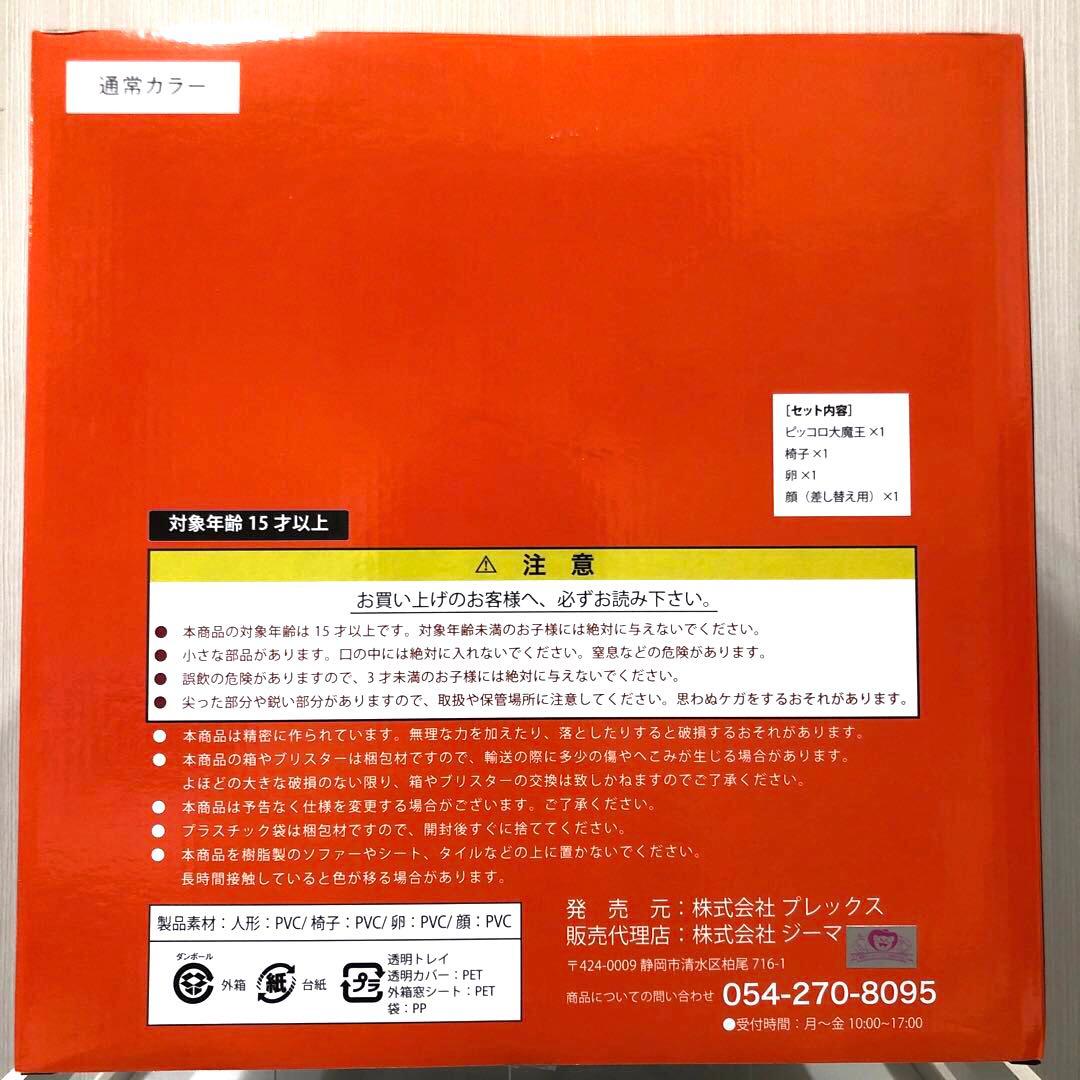 通常カラー
［セット内容］
ピッコロ大魔王×1
椅子×1
卵×1
顔（差し替え用）×1
対象年齢15才以上
⚠ 注 意
お買い上げのお客様へ、必ずお読み下さい。
● 本商品の対象年齢は15才以上です。対象年齢未満のお子様には絶対に与えないでください。
● 小さな部品があります。口の中には絶対に入れないでください。窒息などの危険があります。
● 誤飲の危険がありますので、3才未満のお子様には絶対に与えないでください。
● 尖った部分や鋭い部分がありますので、取扱や保管場所に注意してください。思わぬケガをするおそれがあります。
● 本商品は精密に作られています。無理な力を加えたり、落としたりすると破損するおそれがあります。
● 本商品の箱やブリスターは梱包材ですので、輸送の際に多少の傷やへこみが生じる場合があります。
よほどの大きな破損のない限り、箱やブリスターの交換は致しかねますのでご了承ください。
● 本商品は予告なく仕様を変更する場合がございます。ご了承ください。
● プラスチック袋は梱包材ですので、開封後すぐに捨ててください。
● 本商品を樹脂製のソファーやシート、タイルなどの上に置かないでください。
長時間接触していると色が移る場合があります。
製品素材：人形：PVC/ 椅子：PVC/ 卵：PVC/ 顔：PVC
ダンボール
外箱
紙
台紙
プラ
透明トレイ
透明カバー：PET
外箱窓シート：PET
袋：PP
発 売 元：株式会社 プレックス
販売代理店：株式会社 ジーマ
〒424-0009 静岡市清水区柏尾 716-1
商品についての問い合わせ 054-270-8095
●受付時間：月〜金 10:00~17:00